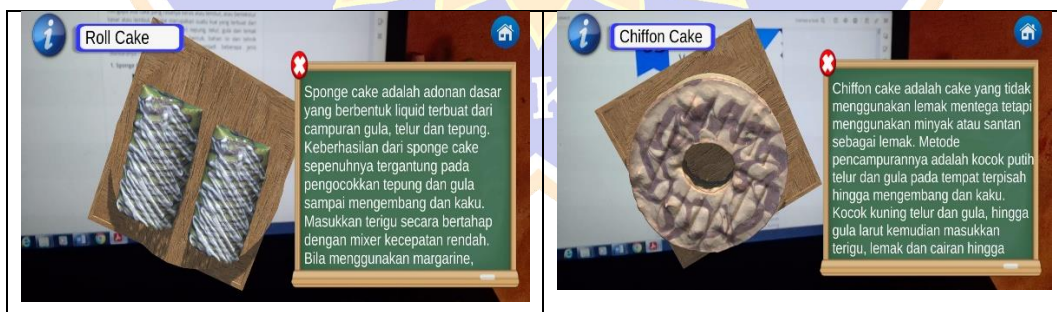 Roll Cake
Sponge cake adalah adonan dasar
yang berbentuk liquid terbuat dari
campuran gula, telur dan tepung.
Keberhasilan dari sponge cake
sepenuhnya tergantung pada
pengocokkan tepung dan gula
sampai mengembang dan kaku.
Masukkan terigu secara bertahap
dengan mixer kecepatan rendah.
Bila menggunakan margarine,
Chiffon Cake
Chiffon cake adalah cake yang tidak
menggunakan lemak mentega tetapi
menggunakan minyak atau santan
sebagai lemak. Metode
pencampurannya adalah kocok putih
telur dan gula pada tempat terpisah
hingga mengembang dan kaku.
Kocok kuning telur dan gula, hingga
gula larut kemudian masukkan
terigu, lemak dan cairan hingga